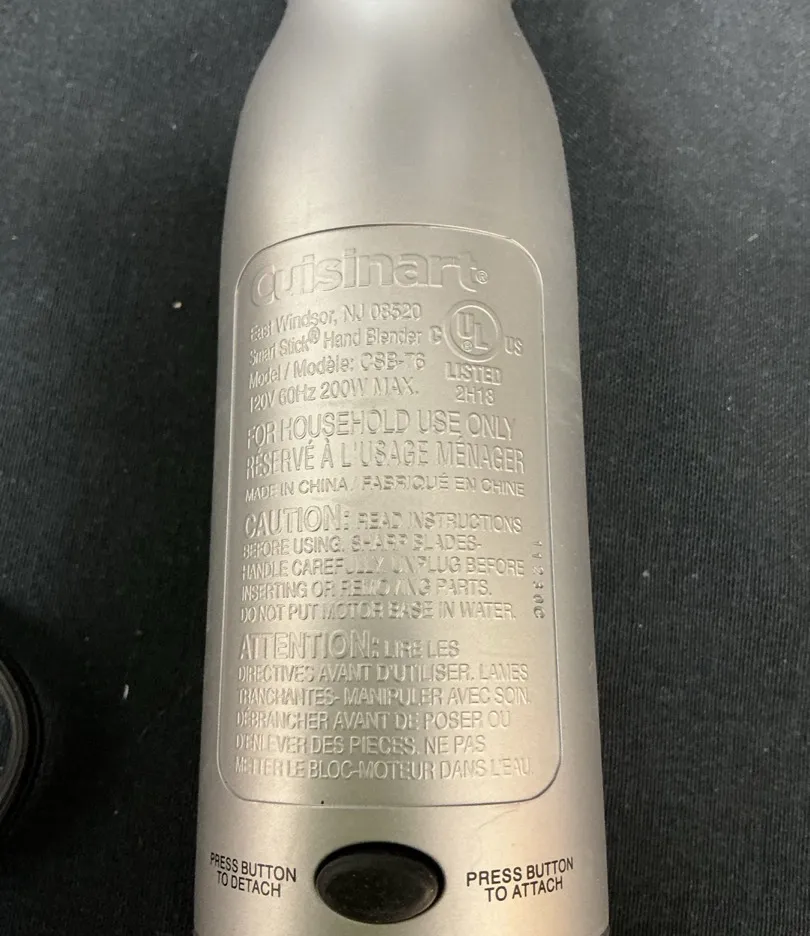 Cuisinart®
East Windsor, NJ 08520
Smart Stick® Hand Blender
Model / Modèle: CSB-76
120V 60Hz 200W MAX.
C UL® US
LISTED
2H18
FOR HOUSEHOLD USE ONLY
RÉSERVÉ À L'USAGE MÉNAGER
MADE IN CHINA / FABRIQUÉ EN CHINE
CAUTION: READ INSTRUCTIONS
BEFORE USING. SHARP BLADES-
HANDLE CAREFULLY. UNPLUG BEFORE
INSERTING OR REMOVING PARTS.
DO NOT PUT MOTOR BASE IN WATER.
ATTENTION: LIRE LES
DIRECTIVES AVANT D'UTILISER. LAMES
TRANCHANTES- MANIPULER AVEC SOIN.
DEBRANCHER AVANT DE POSER OU
D'ENLEVER DES PIECES. NE PAS
METTER LE BLOC-MOTEUR DANS L'EAU.
PRESS BUTTON
TO DETACH
PRESS BUTTON
TO ATTACH